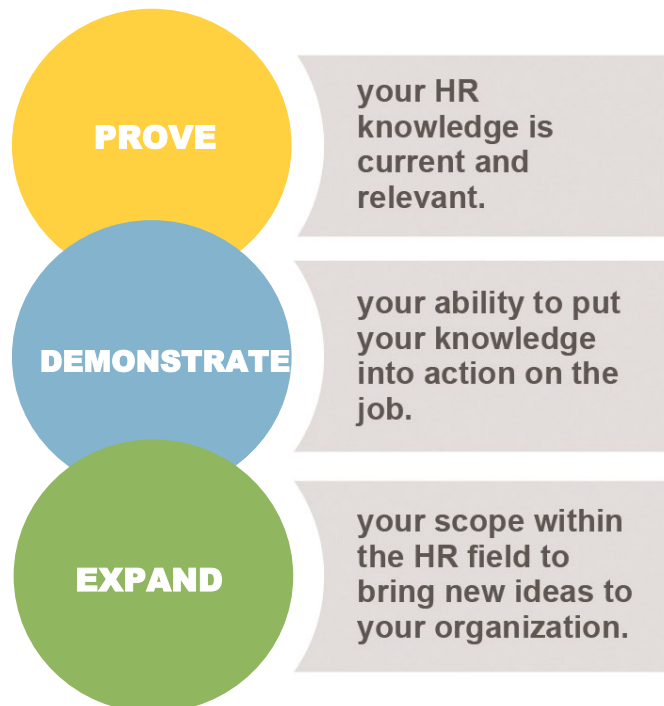 PROVE
your HR
knowledge is
current and
relevant.
DEMONSTRATE
your ability to put
your knowledge
into action on the
job.
EXPAND
your scope within
the HR field to
bring new ideas to
your organization.